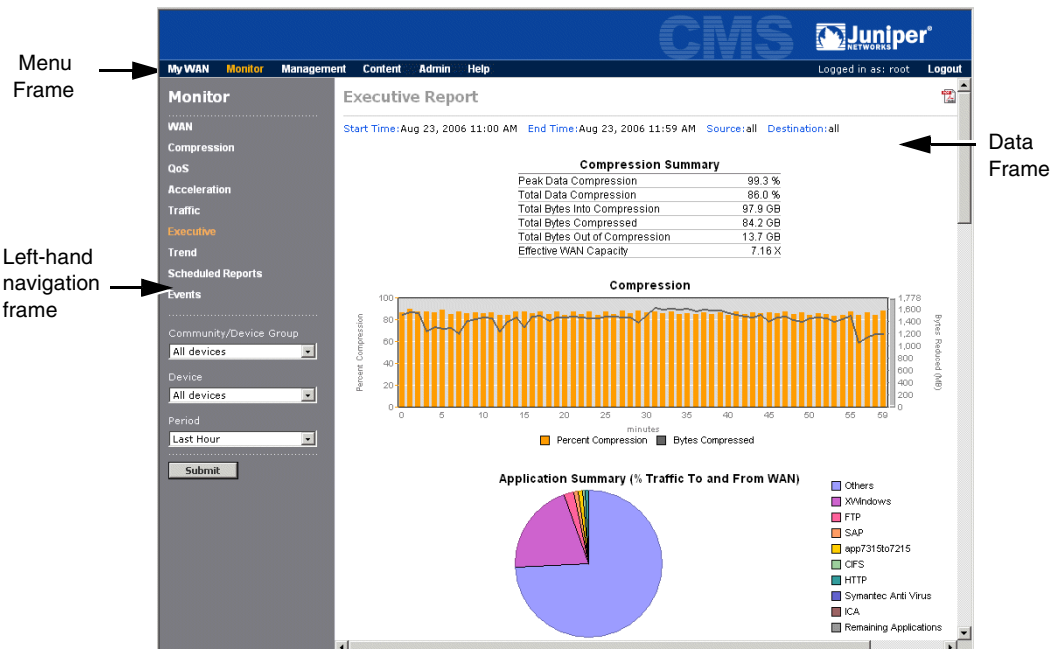 CMS
Juniper
NETWORKS
Menu
Frame
My WAN Monitor Management Content Admin Help Logged in as: root Logout
Monitor
WAN
Compression
QoS
Acceleration
Traffic
Executive
Trend
Scheduled Reports
Events
Left-hand
navigation
frame
Community/Device Group
All devices
Device
All devices
Period
Last Hour
Submit
Executive Report
Start Time:Aug 23, 2006 11:00 AM End Time:Aug 23, 2006 11:59 AM Source:all Destination:all
Data
Frame
Compression Summary
Peak Data Compression 99.3 %
Total Data Compression 86.0 %
Total Bytes Into Compression 97.9 GB
Total Bytes Compressed 84.2 GB
Total Bytes Out of Compression 13.7 GB
Effective WAN Capacity 7.16 X
Compression
Percent Compression
100
80
60
40
20
0
1,778
1,600
1,400
1,200
1,000
800
600
400
200
0
Bytes Reduced (MB)
0 5 10 15 20 25 30 35 40 45 50 55 59
minutes
Percent Compression Bytes Compressed
Application Summary (% Traffic To and From WAN)
Others
XWindows
FTP
SAP
app7315to7215
CIFS
HTTP
Symantec Anti Virus
ICA
Remaining Applications